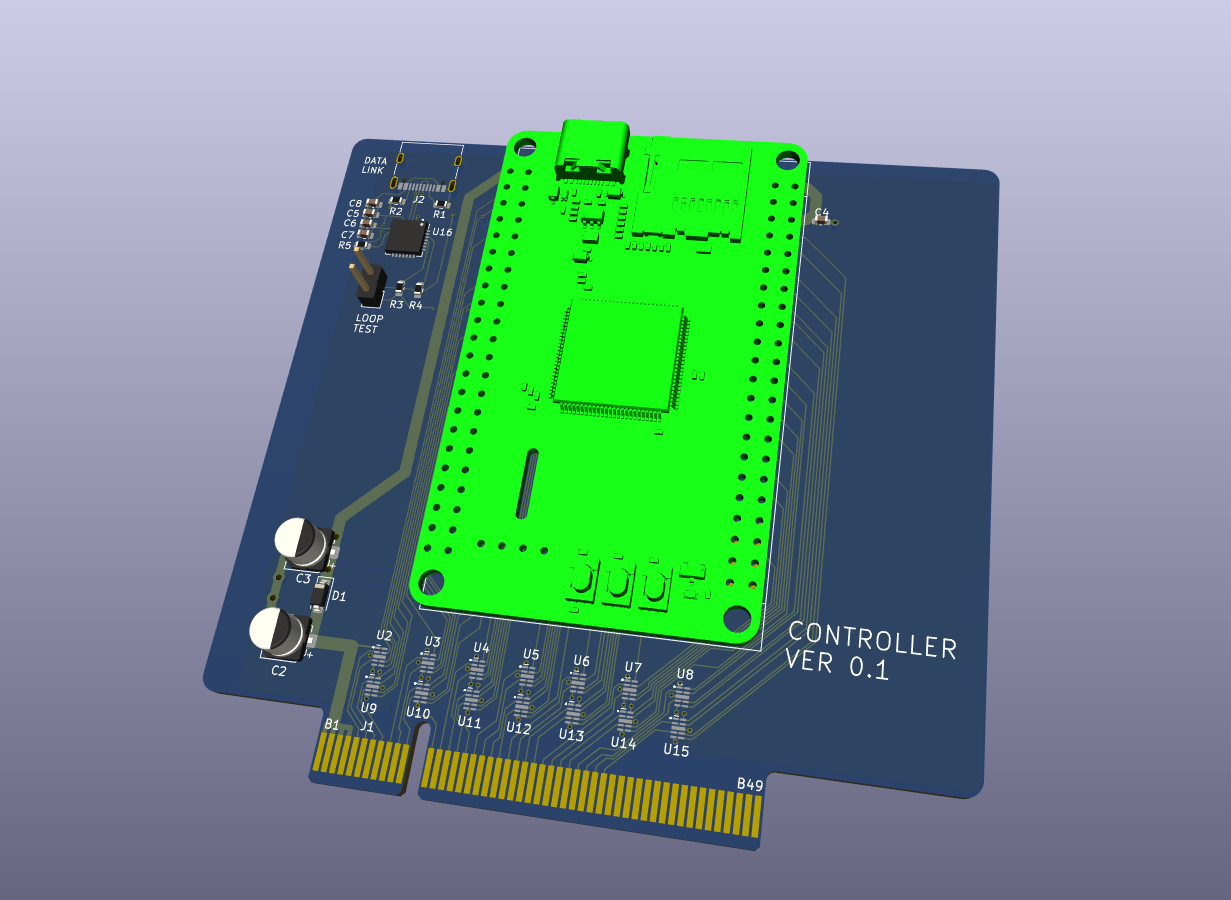 DATA
LINK
J2
C8
C5
C6
C7
R5
R2
R1
U16
R3
R4
LOOP
TEST
C4
C3
D1
C2
+
+
CONTROLLER
VER 0.1
U2
U3
U4
U5
U6
U7
U8
U9
U10
U11
U12
U13
U14
U15
B1
J1
B49